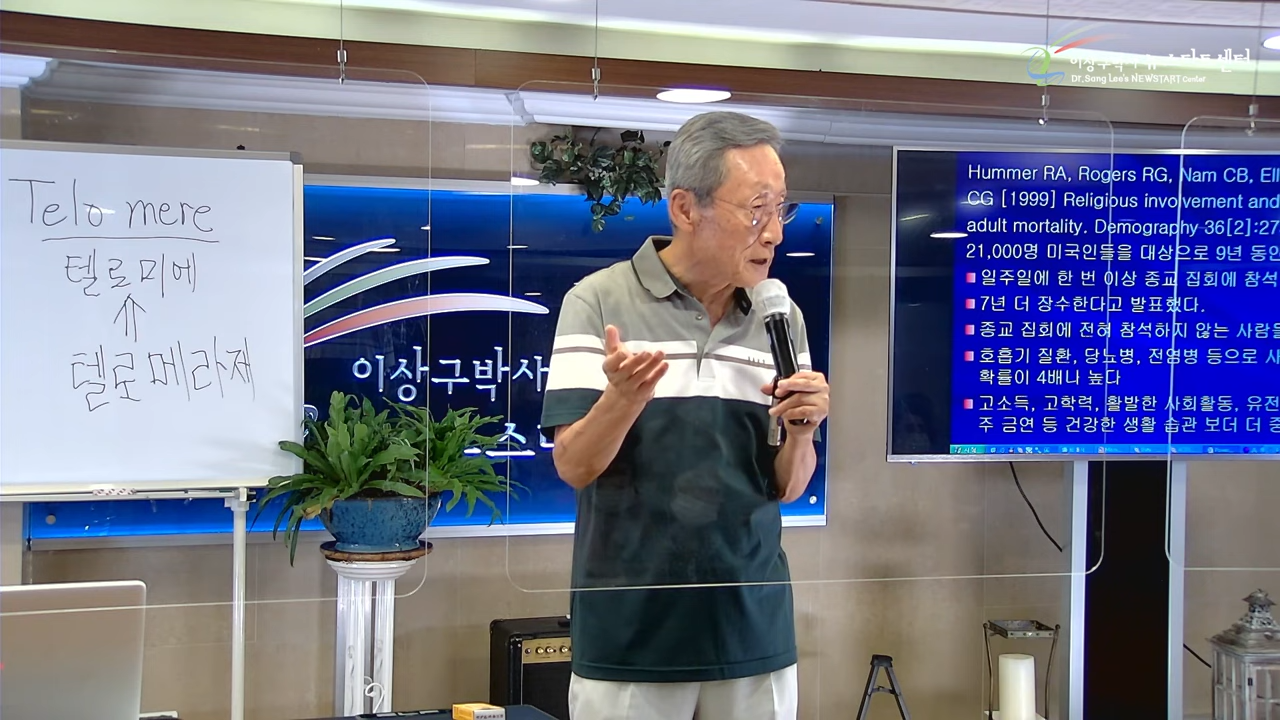 Telo mere
텔로미에
텔로메라제
이상구박사
Dr. Sang Lee's NEWSTART Center
Hummer RA, Rogers RG, Nam CB, Ell
CG [1999] Religious involvement and
adult mortality. Demography 36[2]:27
21,000명 미국인들을 대상으로 9년 동안
일주일에 한 번 이상 종교 집회에 참석
7년 더 장수한다고 발표했다.
종교 집회에 전혀 참석하지 않는 사람들
호흡기 질환, 당뇨병, 전염병 등으로 사
확률이 4배나 높다
고소득, 고학력, 활발한 사회활동, 유전
주 금연 등 건강한 생활 습관 보더 더 중